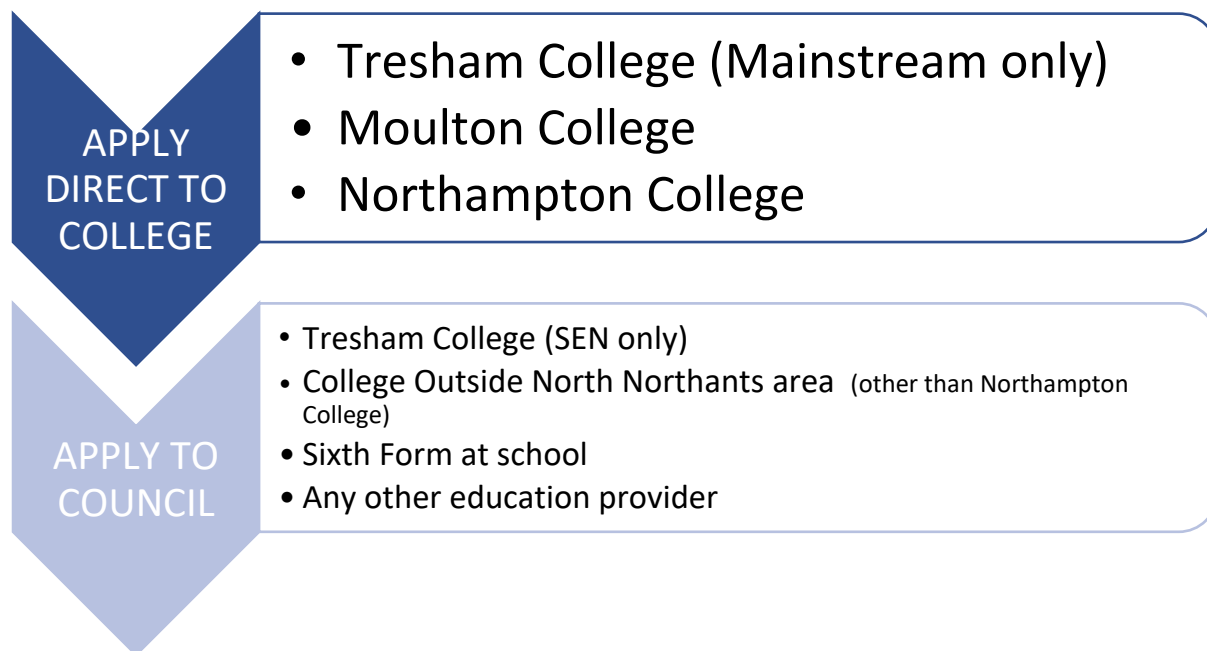 APPLY
DIRECT TO
COLLEGE
• Tresham College (Mainstream only)
• Moulton College
• Northampton College
APPLY TO
COUNCIL
• Tresham College (SEN only)
• College Outside North Northants area (other than Northampton
College)
• Sixth Form at school
• Any other education provider